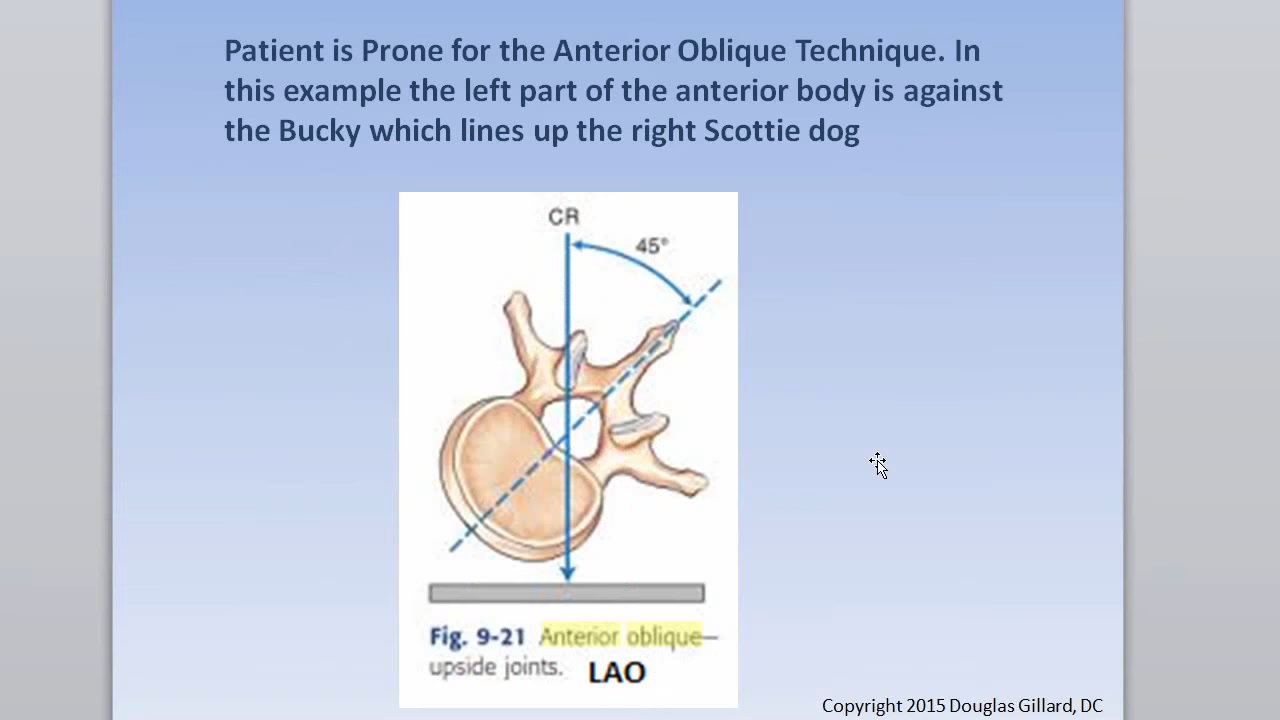 Patient is Prone for the Anterior Oblique Technique. In
this example the left part of the anterior body is against
the Bucky which lines up the right Scottie dog
CR
45°
Fig. 9-21 Anterior oblique—
upside joints. LAO
Copyright 2015 Douglas Gillard, DC